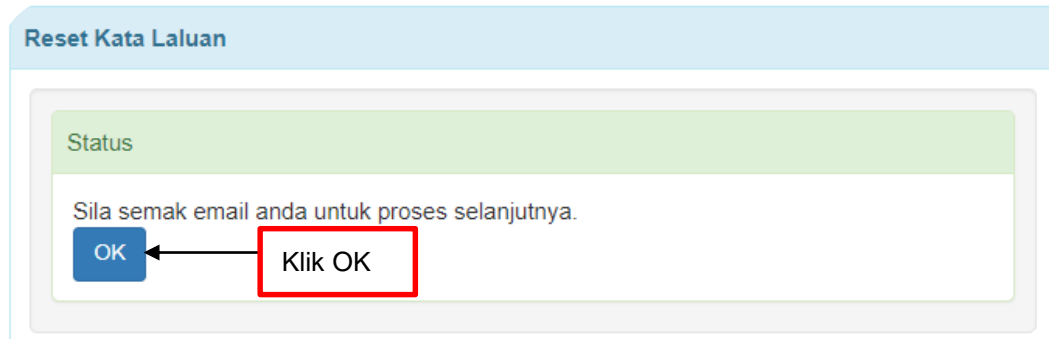 Reset Kata Laluan
Status
Sila semak email anda untuk proses selanjutnya.
OK
Klik OK